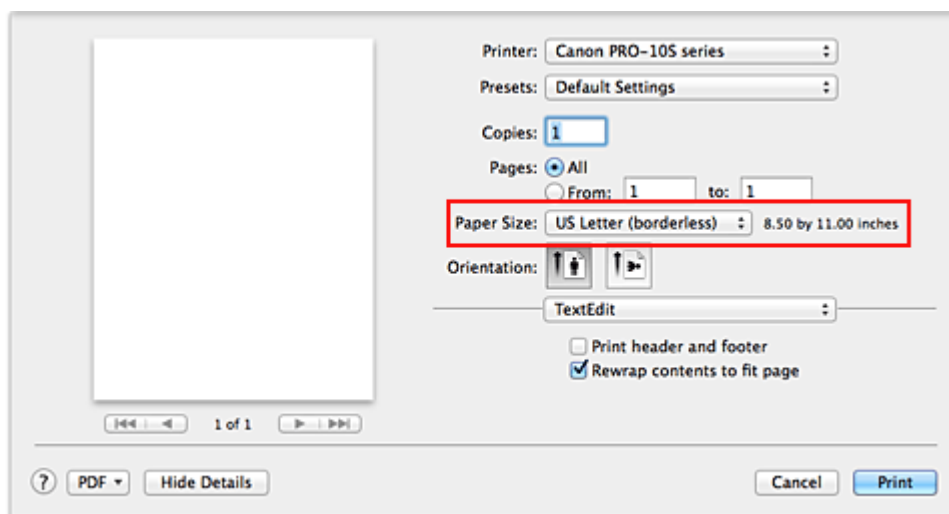 Printer: Canon PRO-10S series
Presets: Default Settings
Copies: 1
Pages: All
From: 1 to: 1
Paper Size: US Letter (borderless) 8.50 by 11.00 inches
Orientation:
TextEdit
Print header and footer
Rewrap contents to fit page
1 of 1
? PDF Hide Details Cancel Print